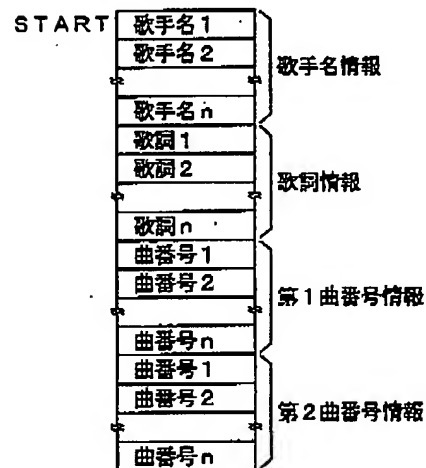 START 歌手名1
歌手名2
歌手名情報
歌手名n
歌詞1
歌詞2
歌詞情報
歌詞n
曲番号1
曲番号2
第1曲番号情報
曲番号n
曲番号1
曲番号2
第2曲番号情報
曲番号n